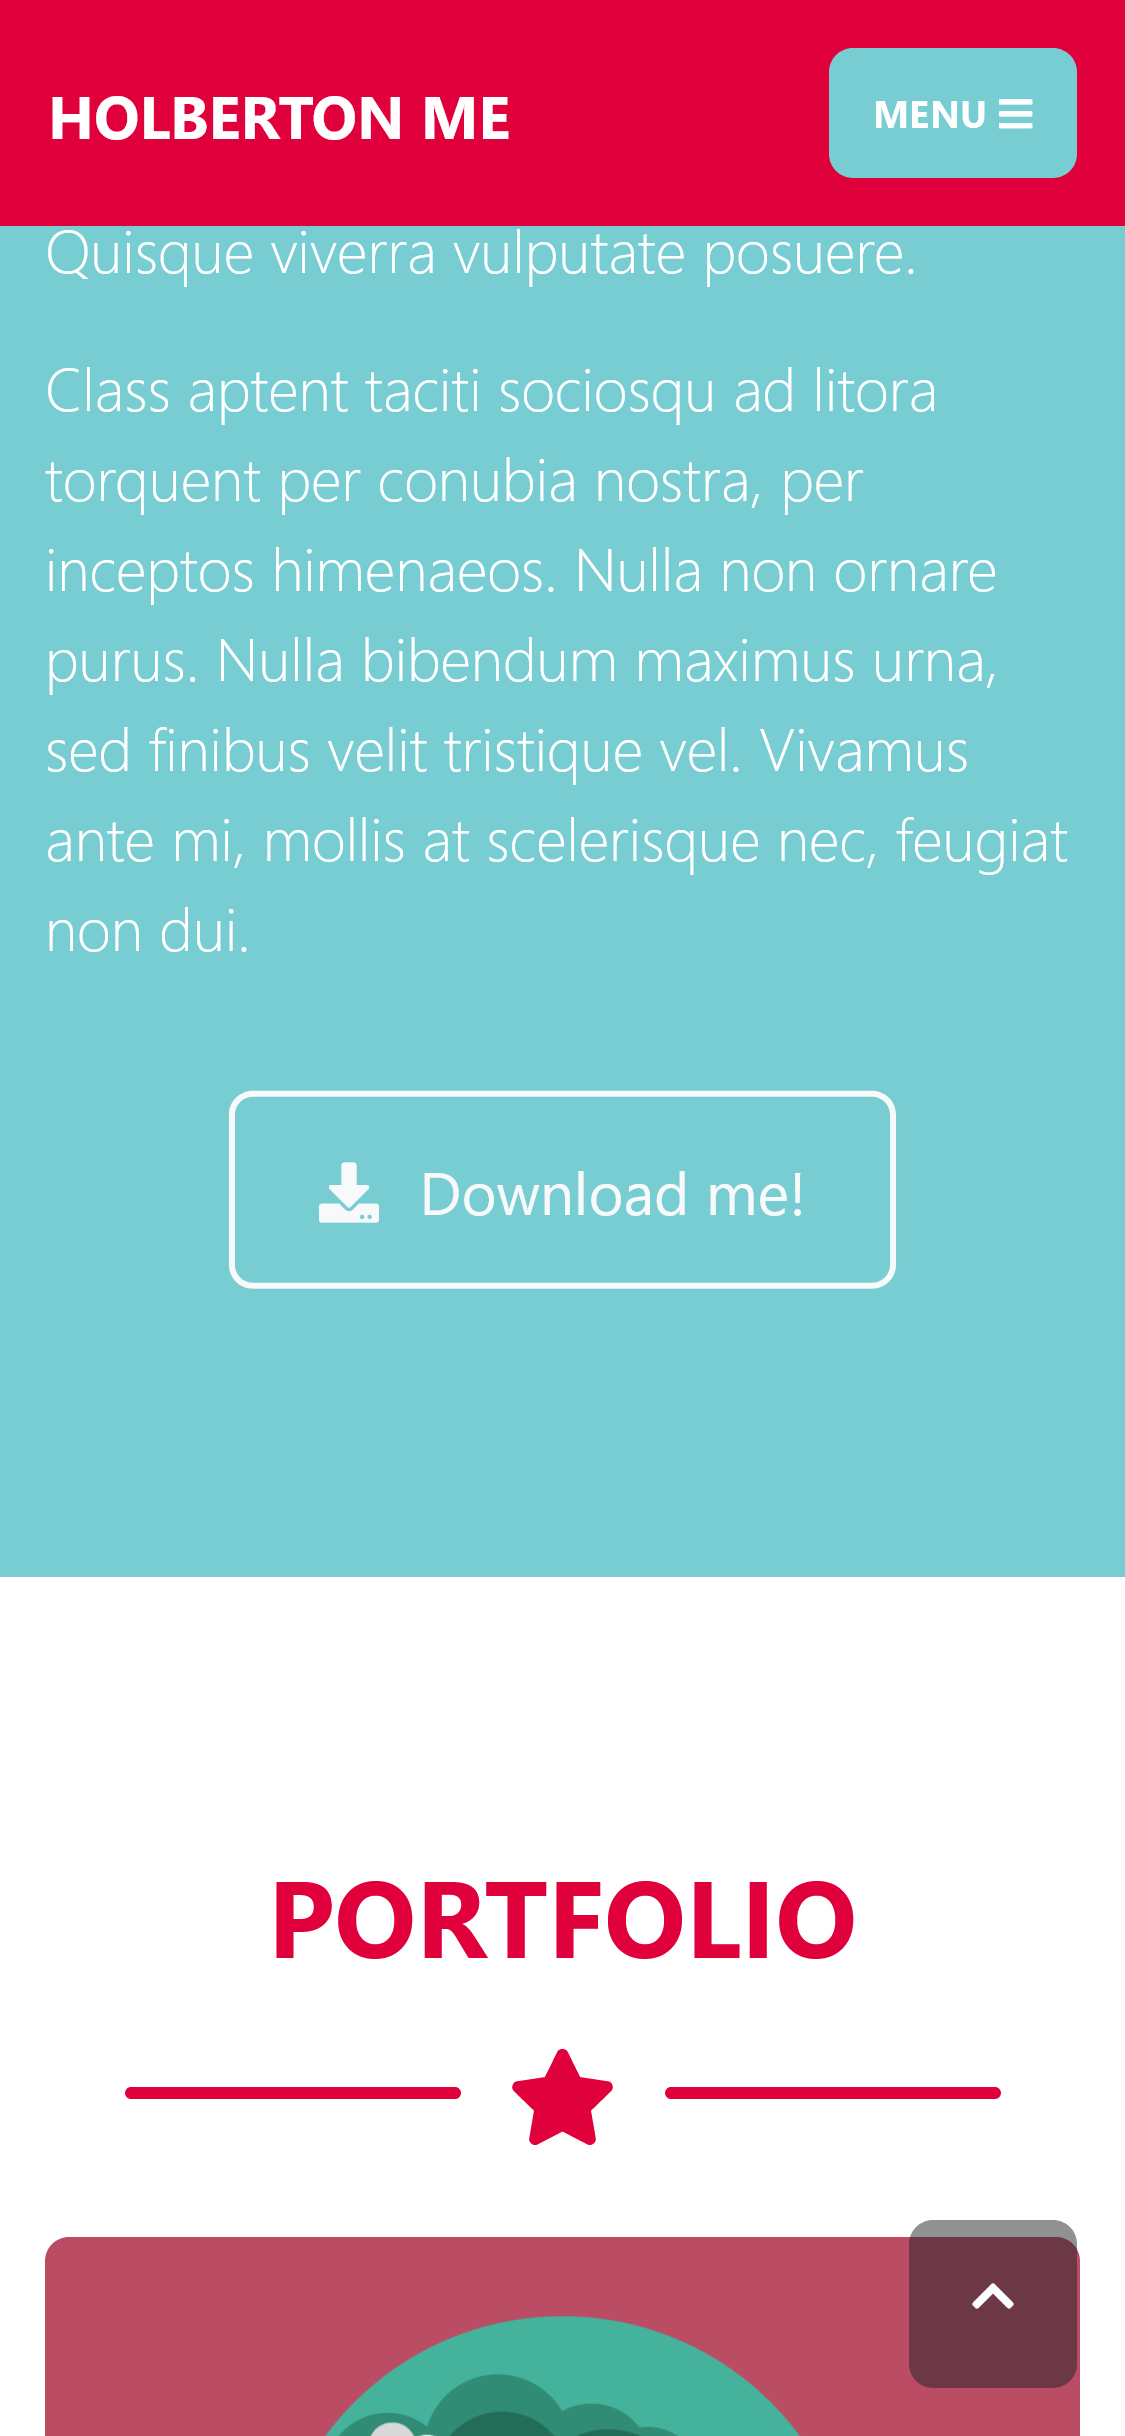 HOLBERTON ME
MENU
Quisque viverra vulputate posuere.
Class aptent taciti sociosqu ad litora
torquent per conubia nostra, per
inceptos himenaeos. Nulla non ornare
purus. Nulla bibendum maximus urna,
sed finibus velit tristique vel. Vivamus
ante mi, mollis at scelerisque nec, feugiat
non dui.
Download me!
PORTFOLIO